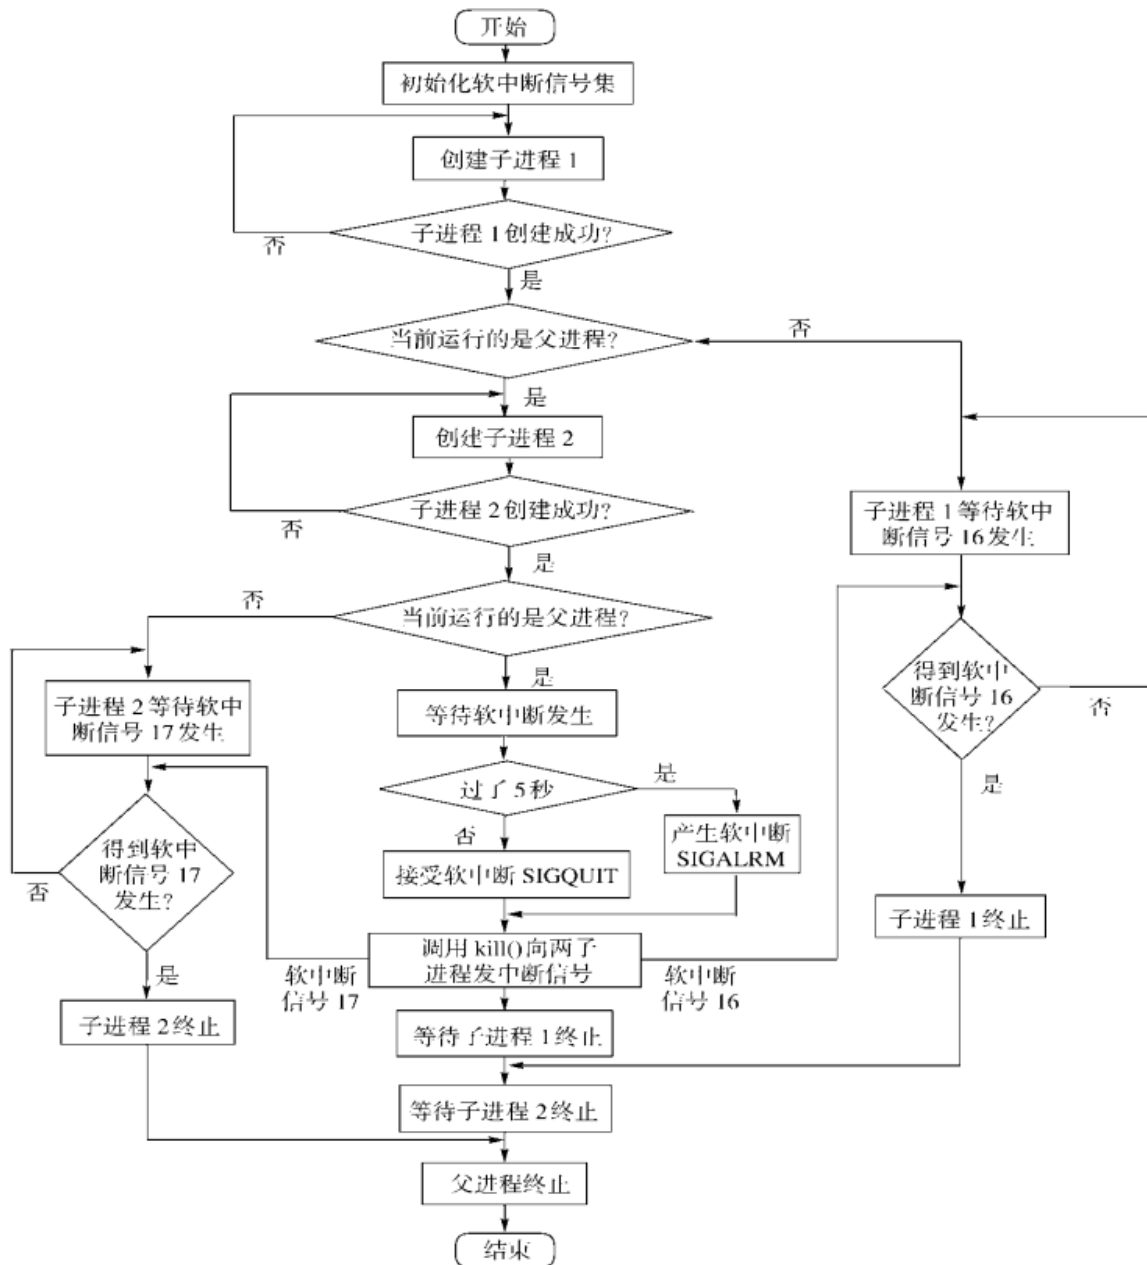 开始
初始化软中断信号集
创建子进程 1
子进程 1 创建成功?
否
是
当前运行的是父进程?
否
是
创建子进程 2
子进程 2 创建成功?
否
是
子进程 1 等待软中
断信号 16 发生
当前运行的是父进程?
否
是
得到软中
断信号 16
发生?
否
是
子进程 2 等待软中
断信号 17 发生
等待软中断发生
过了 5 秒
是
否
产生软中断
SIGALRM
得到软中
断信号 17
发生?
否
是
接受软中断 SIGQUIT
子进程 1 终止
调用 kill() 向两子
进程发中断信号
软中断
信号 17
软中断
信号 16
子进程 2 终止
等待子进程 1 终止
等待子进程 2 终止
父进程终止
结束